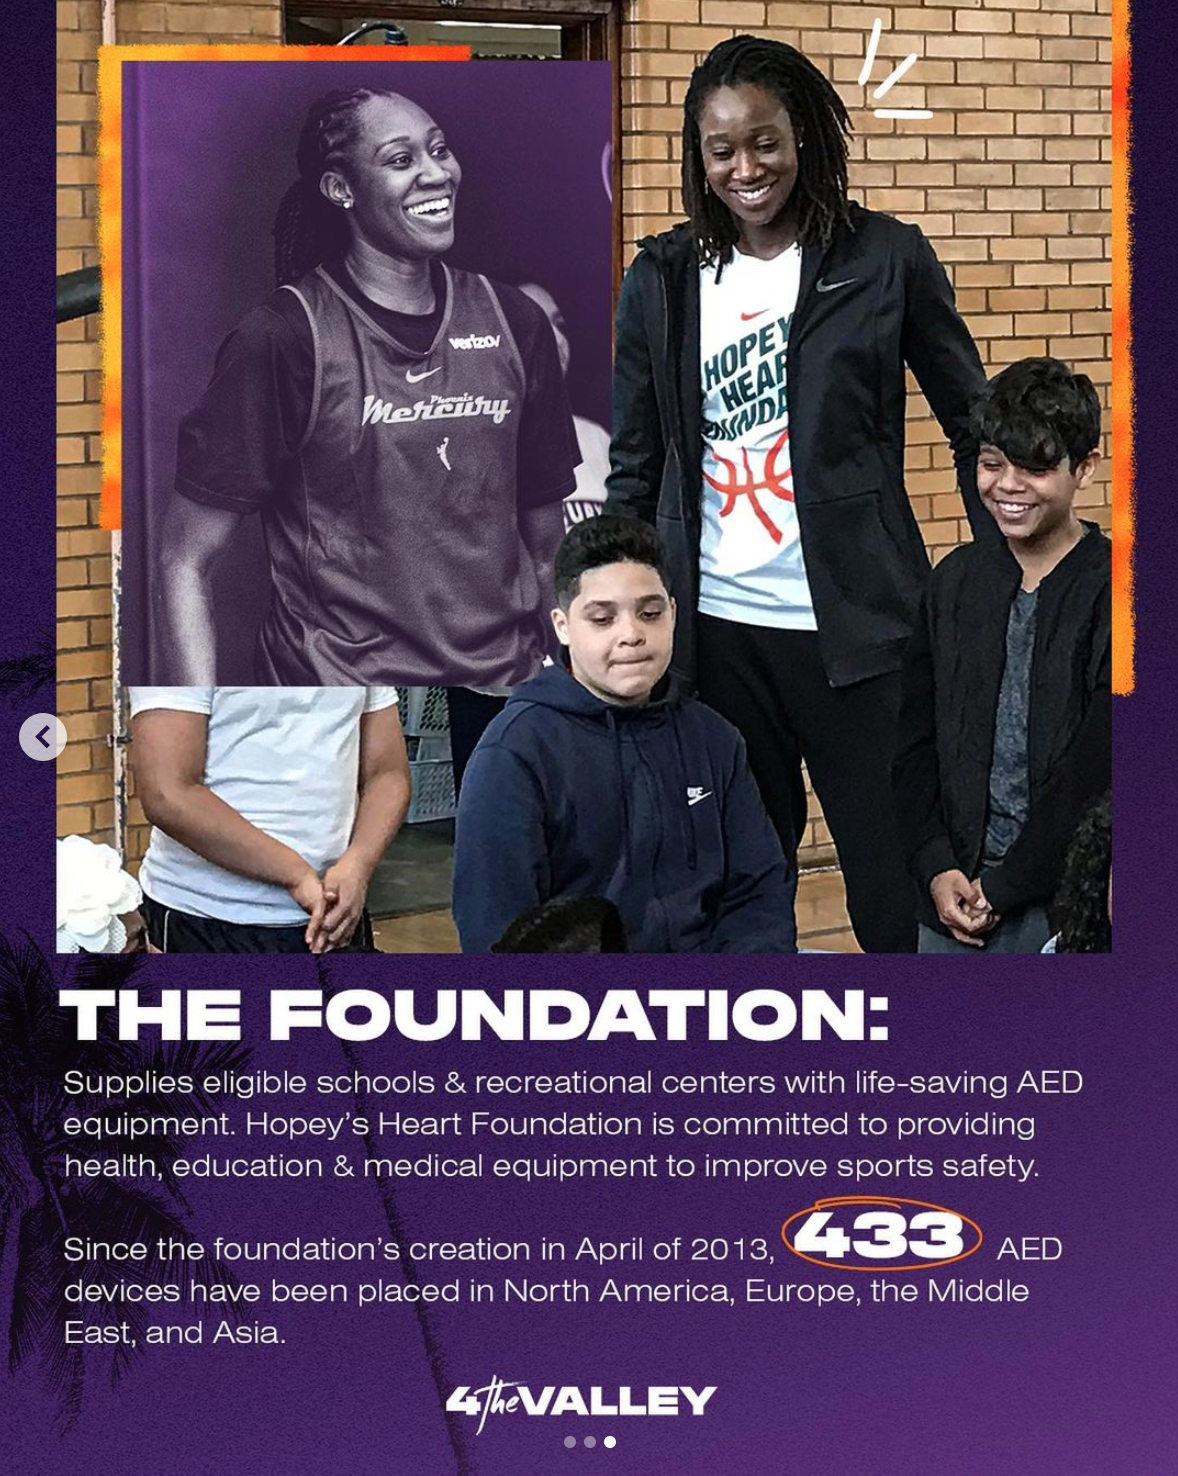 verizon
Phoenix
Mercury
HOPEY
HEAR
OUNDA
THE FOUNDATION:
Supplies eligible schools & recreational centers with life-saving AED
equipment. Hopey's Heart Foundation is committed to providing
health, education & medical equipment to improve sports safety.
Since the foundation's creation in April of 2013, 433 AED
devices have been placed in North America, Europe, the Middle
East, and Asia.
4theVALLEY